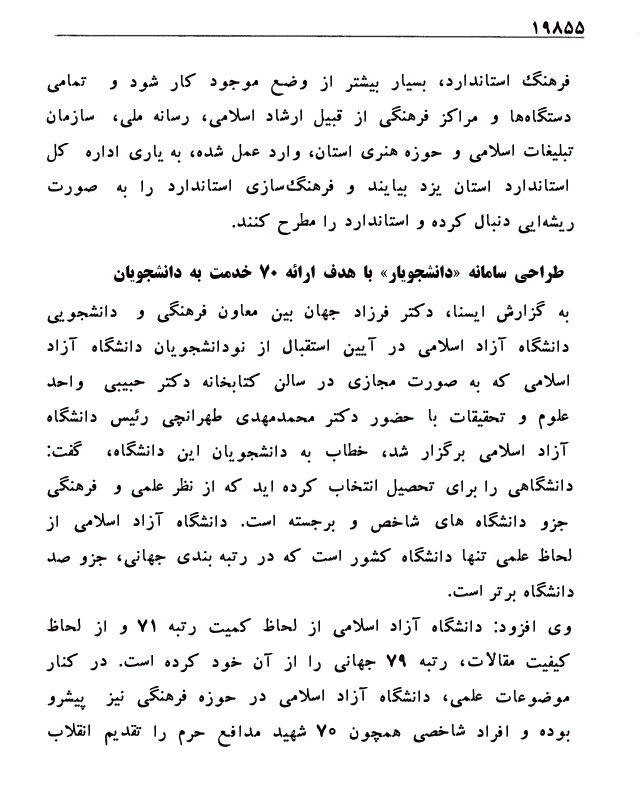 ۱۹۸۵۵
فرهنگ استاندارد، بسیار بیشتر از وضع موجود کار شود و تمامی
دستگاه‌ها و مراکز فرهنگی از قبیل ارشاد اسلامی، رسانه ملی، سازمان
تبلیغات اسلامی و حوزه هنری استان، وارد عمل شده، به یاری اداره کل
استاندارد استان یزد بیایند و فرهنگ‌سازی استاندارد را به صورت
ریشه‌ایی دنبال کرده و استاندارد را مطرح کنند.
طراحی سامانه «دانشجویار» با هدف ارائه ۷۰ خدمت به دانشجویان
به گزارش ایسنا، دکتر فرزاد جهان بین معاون فرهنگی و دانشجویی
دانشگاه آزاد اسلامی در آیین استقبال از نودانشجویان دانشگاه آزاد
اسلامی که به صورت مجازی در سالن کتابخانه دکتر حبیبی واحد
علوم و تحقیقات با حضور دکتر محمدمهدی طهرانچی رئیس دانشگاه
آزاد اسلامی برگزار شد، خطاب به دانشجویان این دانشگاه، گفت:
دانشگاهی را برای تحصیل انتخاب کرده اید که از نظر علمی و فرهنگی
جزو دانشگاه های شاخص و برجسته است. دانشگاه آزاد اسلامی از
لحاظ علمی تنها دانشگاه کشور است که در رتبه بندی جهانی، جزو صد
دانشگاه برتر است.
وی افزود: دانشگاه آزاد اسلامی از لحاظ کمیت رتبه ۷۱ و از لحاظ
کیفیت مقالات، رتبه ۷۹ جهانی را از آن خود کرده است. در کنار
موضوعات علمی، دانشگاه آزاد اسلامی در حوزه فرهنگی نیز پیشرو
بوده و افراد شاخصی همچون ۷۰ شهید مدافع حرم را تقدیم انقلاب